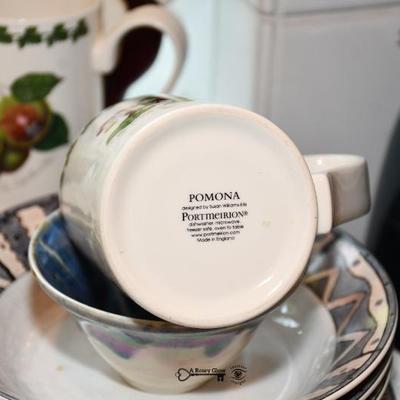 POMONA
designed by Susan Williams-Ellis
PORTMEIRION®
dishwasher, microwave,
freezer safe, oven to table
www.portmeirion.com
Made in England
A Rosey Glow